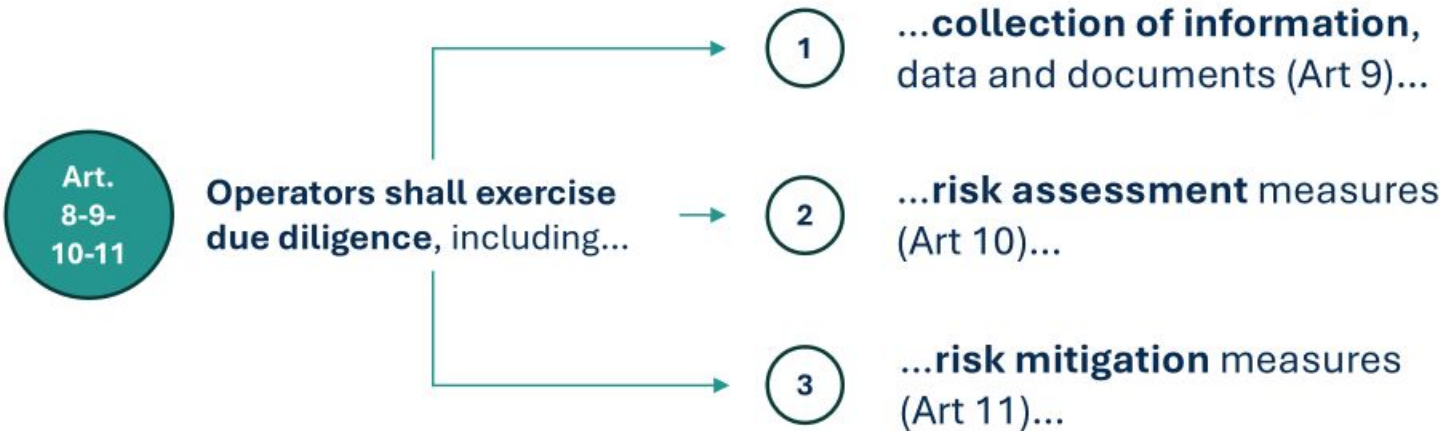 Art.
8-9-
10-11
Operators shall exercise
due diligence, including...
1
...collection of information,
data and documents (Art 9)...
2
...risk assessment measures
(Art 10)...
3
...risk mitigation measures
(Art 11)...